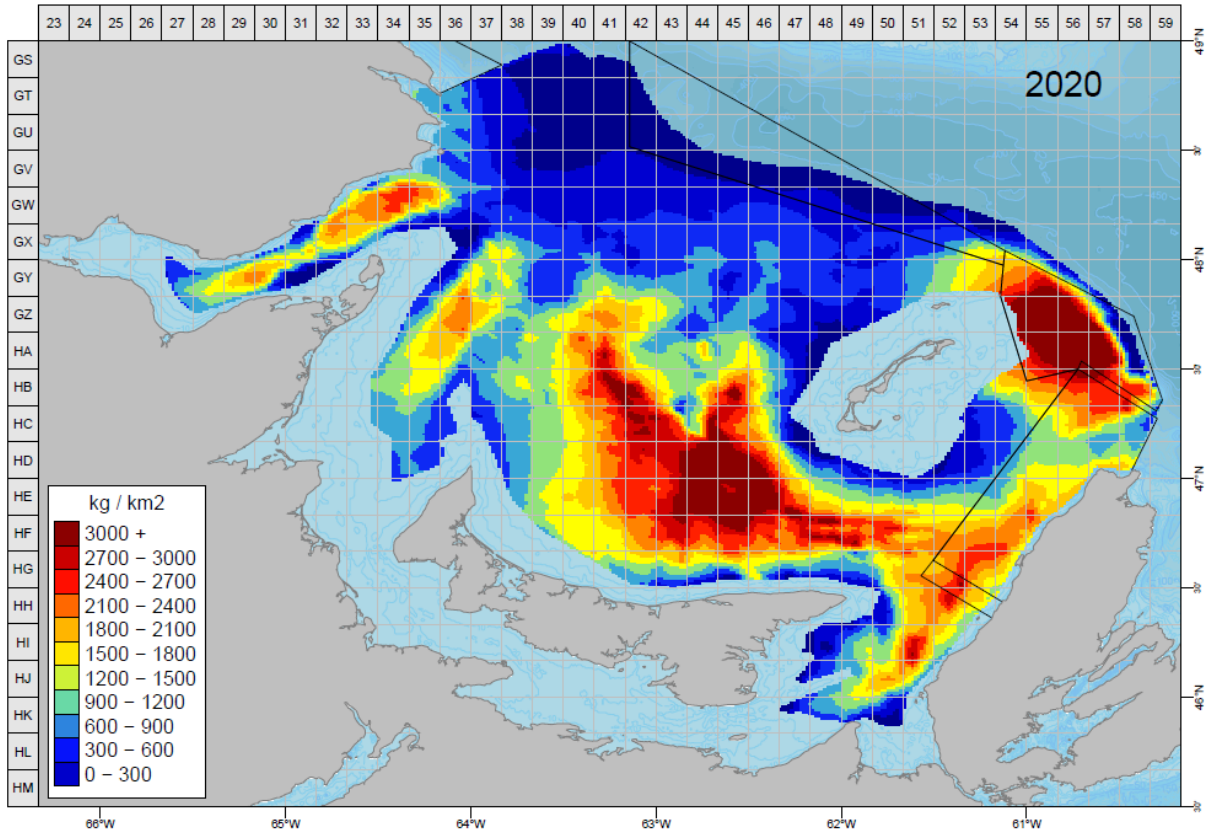 23 24 25 26 27 28 29 30 31 32 33 34 35 36 37 38 39 40 41 42 43 44 45 46 47 48 49 50 51 52 53 54 55 56 57 58 59
GS
GT
GU
GV
GW
GX
GY
GZ
HA
HB
HC
HD
HE
HF
HG
HH
HI
HJ
HK
HL
HM
2020
49°N
3'
48°N
3'
47°N
3'
46°N
3'
kg / km2
3000 +
2700 – 3000
2400 – 2700
2100 – 2400
1800 – 2100
1500 – 1800
1200 – 1500
900 – 1200
600 – 900
300 – 600
0 – 300
66°W 65°W 64°W 63°W 62°W 61°W